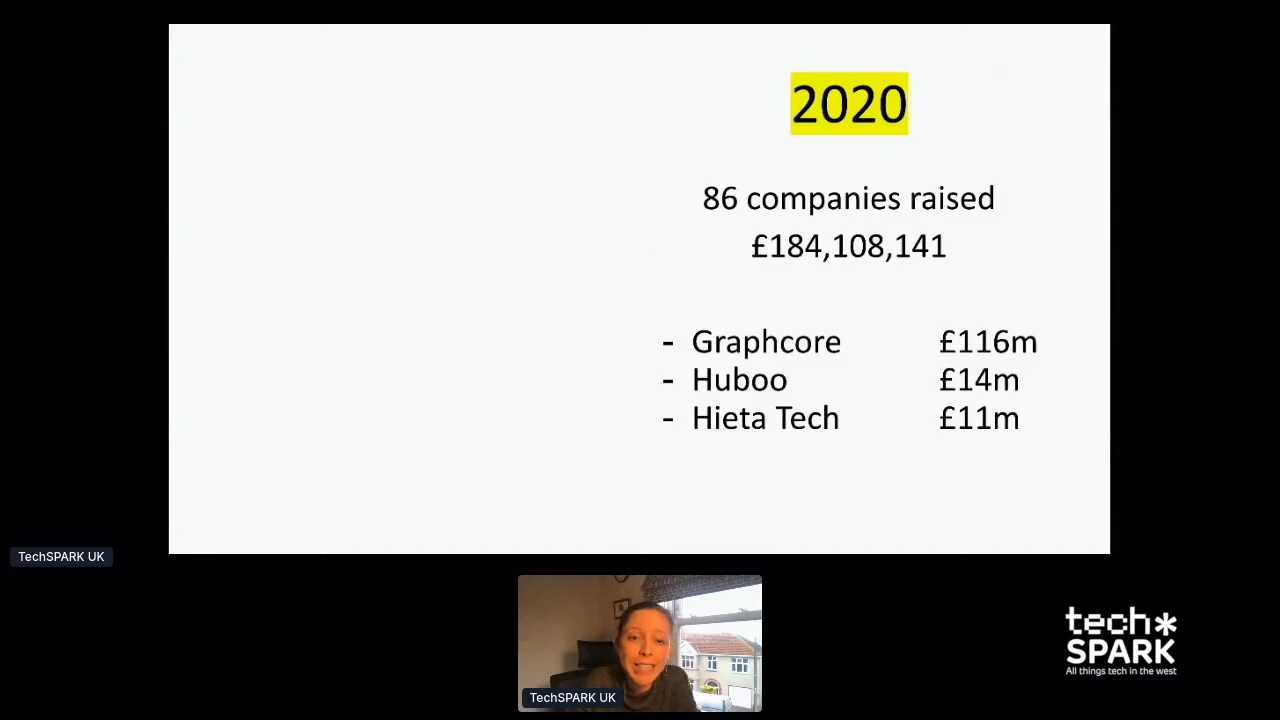 2020
86 companies raised
£184,108,141
- Graphcore £116m
- Huboo £14m
- Hieta Tech £11m
TechSPARK UK
TechSPARK UK
tech*
SPARK
All things tech in the west